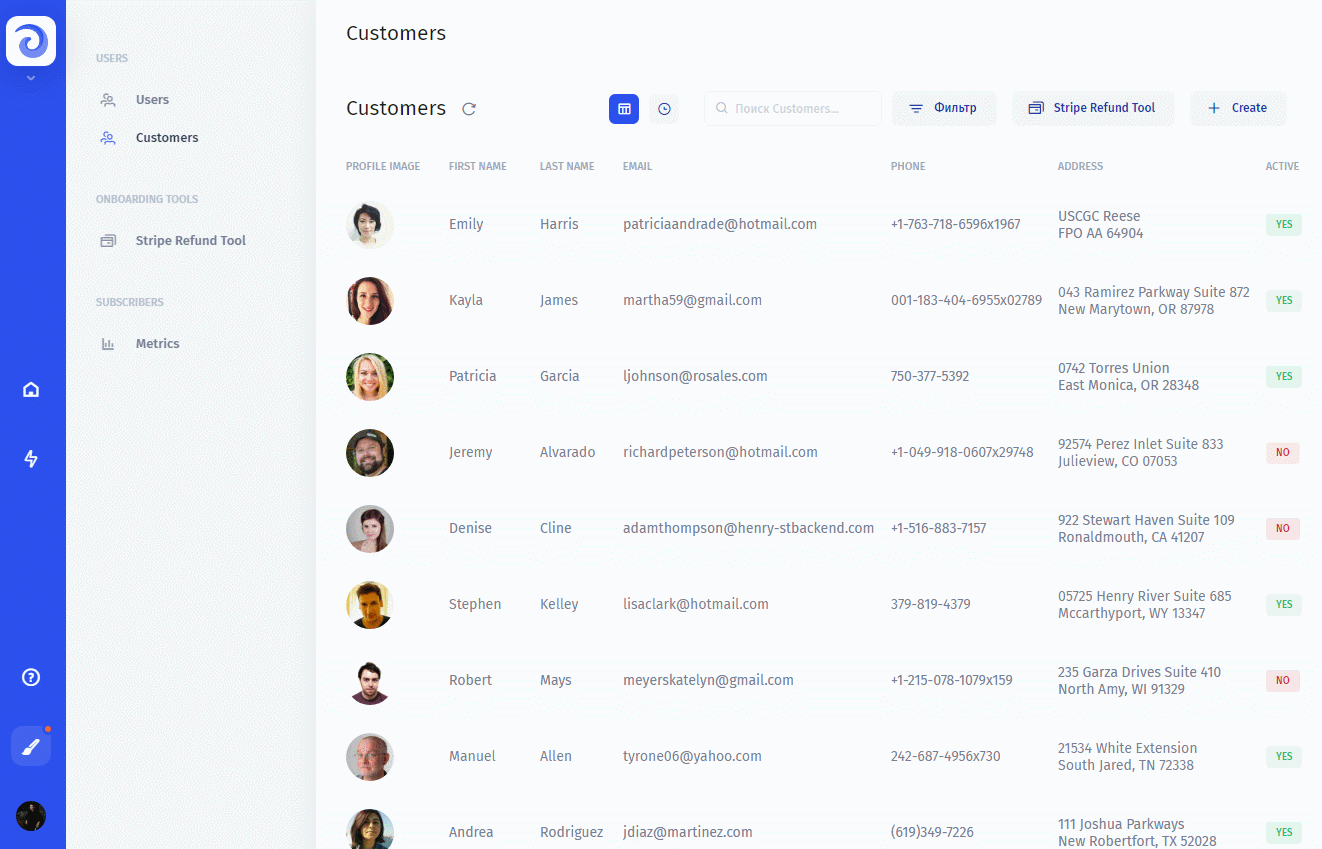 Customers
USERS
Users
Customers
ONBOARDING TOOLS
Stripe Refund Tool
SUBSCRIBERS
Metrics
Customers
Поиск Customers...
Фильтр
Stripe Refund Tool
Create
PROFILE IMAGE FIRST NAME LAST NAME EMAIL PHONE ADDRESS ACTIVE
Emily Harris patriciaandrade@hotmail.com +1-763-718-6596x1967 USCGC Reese
FPO AA 64904
YES
Kayla James martha59@gmail.com 001-183-404-6955x02789 043 Ramirez Parkway Suite 872
New Marytown, OR 87978
YES
Patricia Garcia ljohnson@rosales.com 750-377-5392 0742 Torres Union
East Monica, OR 28348
YES
Jeremy Alvarado richardpeterson@hotmail.com +1-049-918-0607x29748 92574 Perez Inlet Suite 833
Julieview, CO 07053
NO
Denise Cline adamthompson@henry-stbackend.com +1-516-883-7157 922 Stewart Haven Suite 109
Ronaldmouth, CA 41207
NO
Stephen Kelley lisaclark@hotmail.com 379-819-4379 05725 Henry River Suite 685
Mccarthyport, WY 13347
YES
Robert Mays meyerskatelyn@gmail.com +1-215-078-1079x159 235 Garza Drives Suite 410
North Amy, WI 91329
NO
Manuel Allen tyrone06@yahoo.com 242-687-4956x730 21534 White Extension
South Jared, TN 72338
YES
Andrea Rodriguez jdiaz@martinez.com (619)349-7226 111 Joshua Parkways
New Robertfort, TX 52028
YES